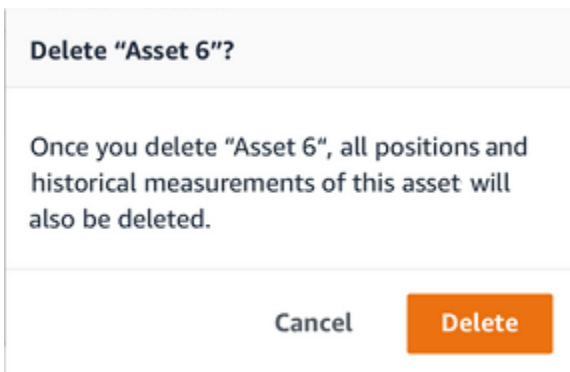 Delete “Asset 6”?
Once you delete “Asset 6“, all positions and
historical measurements of this asset will
also be deleted.
Cancel
Delete